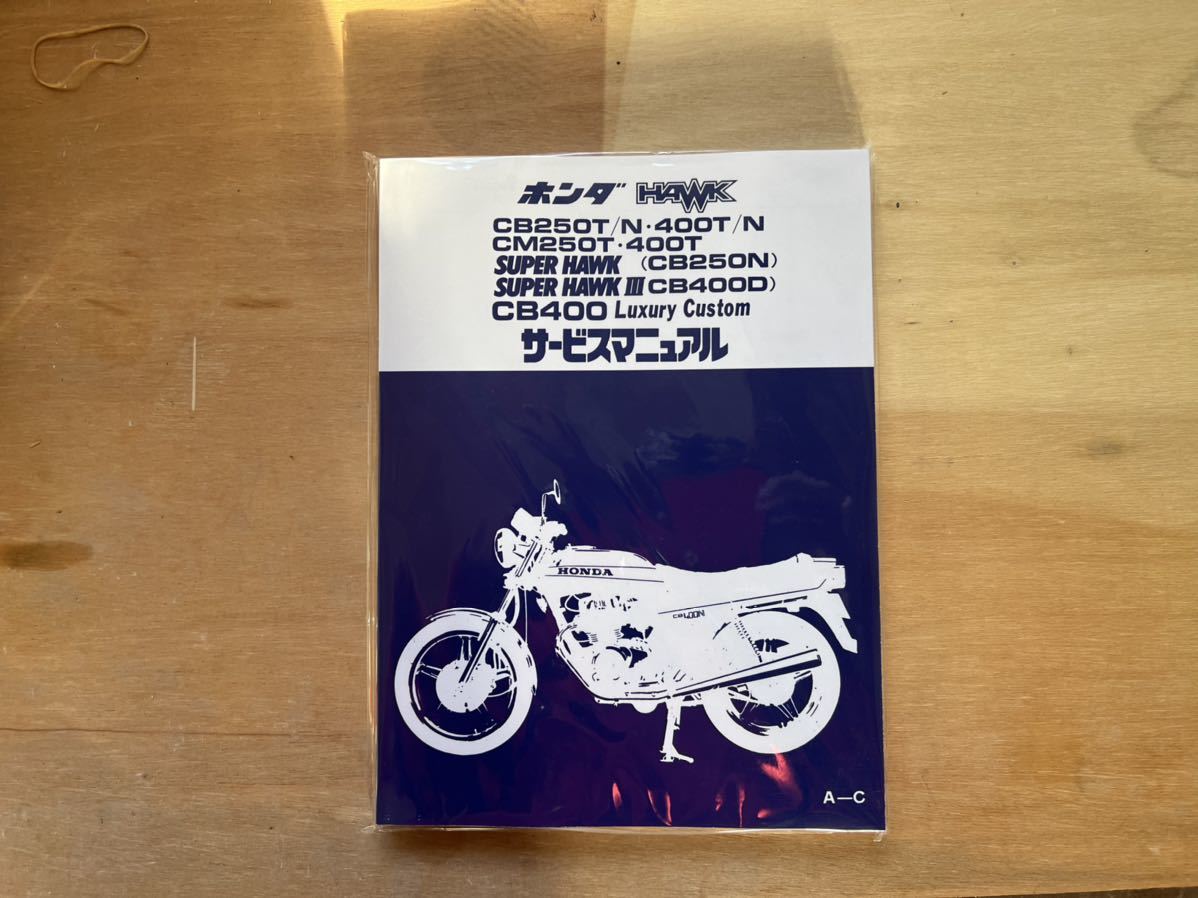 ホンダ HAWK
CB250T/N・400T/N
CM250T・400T
SUPER HAWK (CB250N)
SUPER HAWK III CB400D)
CB400 Luxury Custom
サービスマニュアル
HONDA
CB400N
A—C